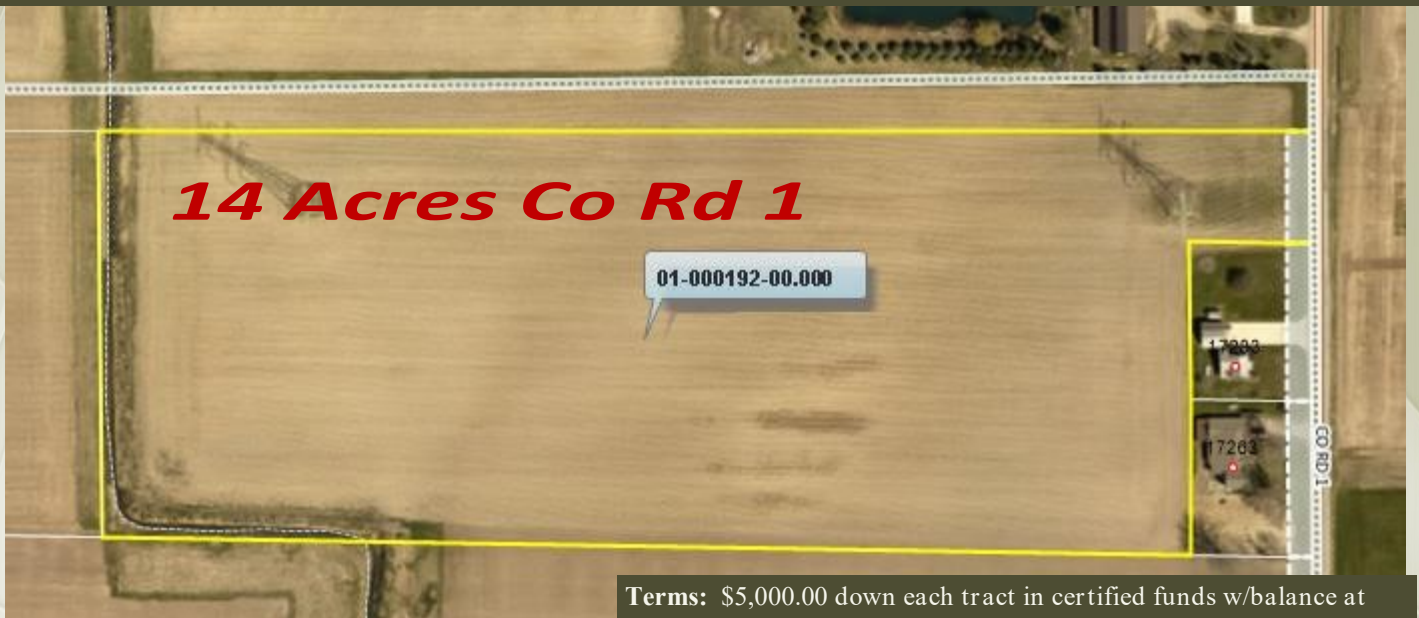 14 Acres Co Rd 1
01-000192-00.000
17263
CO RD 1
Terms: $5,000.00 down each tract in certified funds w/balance at